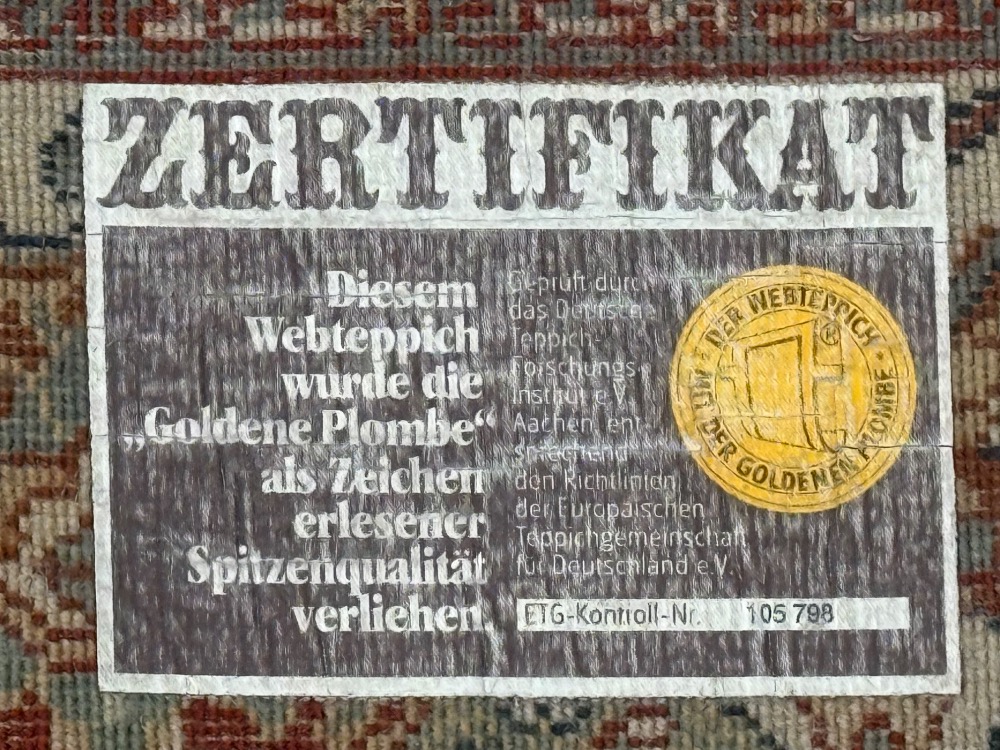 ZERTIFIKAT
Diesem
Webteppich
wurde die
„Goldene Plombe“
als Zeichen
erlesener
Spitzenqualität
verliehen
Geprüft durch
das Deutsche
Teppich-
Forschungs-
Institut e.V.
Aachen, ent-
sprechend
den Richtlinien
der Europäischen
Teppichgemeinschaft
für Deutschland e.V.
ETG-Kontroll-Nr. 105 798
DER WEBTEPPICH
MIT DER GOLDENEN PLOMBE
®